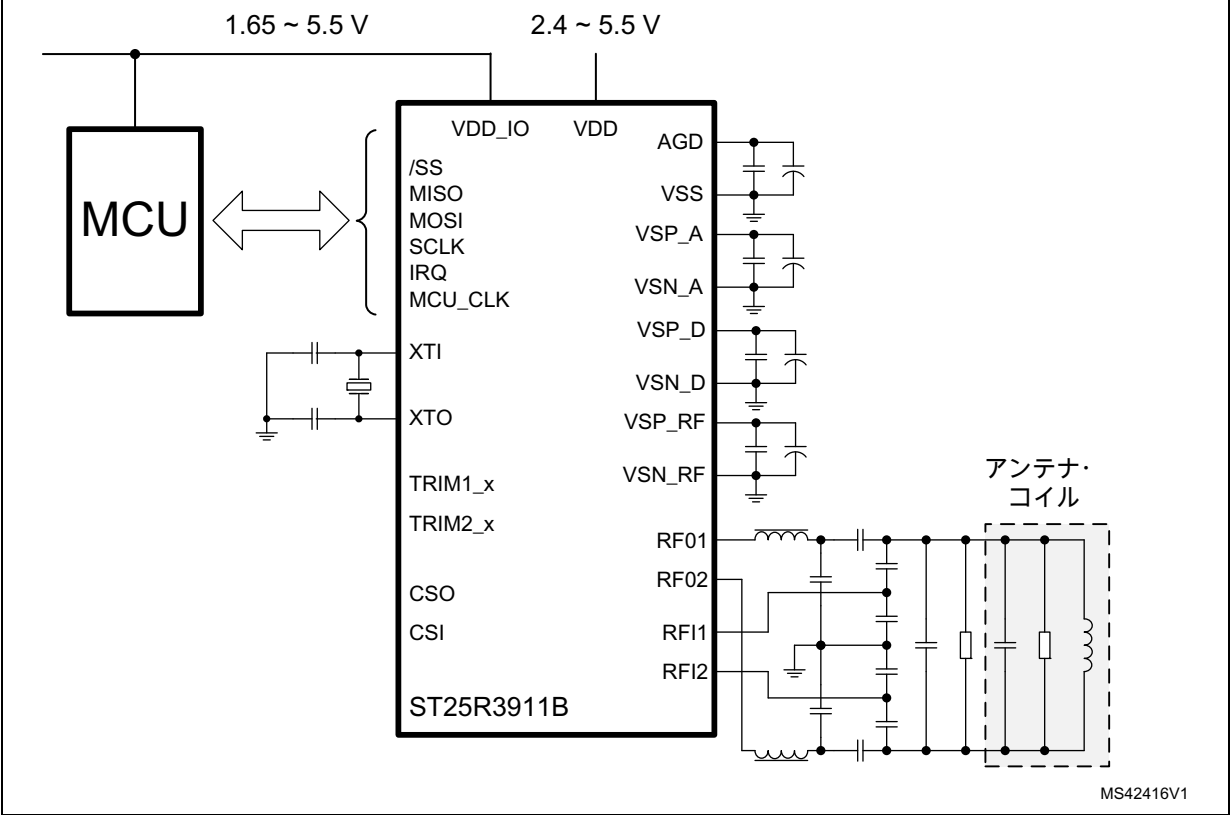 1.65 ~ 5.5 V
2.4 ~ 5.5 V
MCU
VDD_IO
VDD
/SS
MISO
MOSI
SCLK
IRQ
MCU_CLK
XTI
XTO
TRIM1_x
TRIM2_x
CSO
CSI
ST25R3911B
AGD
VSS
VSP_A
VSN_A
VSP_D
VSN_D
VSP_RF
VSN_RF
RF01
RF02
RFI1
RFI2
アンテナ・
コイル
MS42416V1